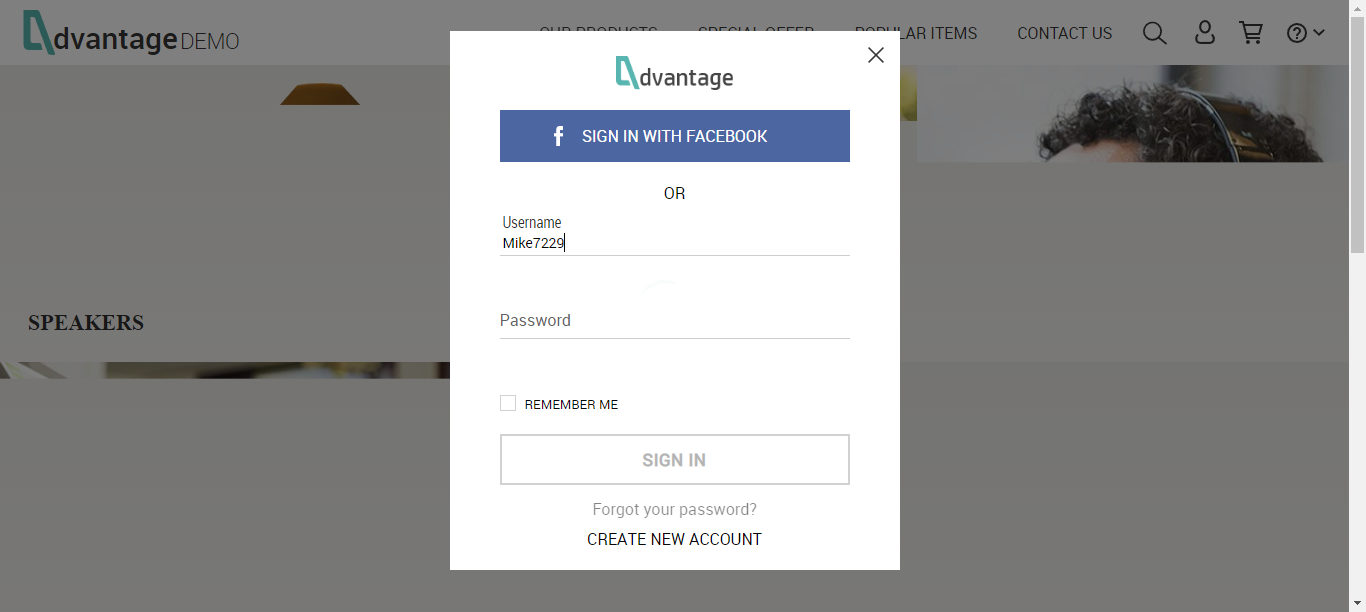 dvantage DEMO
OUR PRODUCTS SPECIAL OFFER POPULAR ITEMS CONTACT US
dvantage
f SIGN IN WITH FACEBOOK
OR
Username
Mike7229
Password
SPEAKERS
REMEMBER ME
SIGN IN
Forgot your password?
CREATE NEW ACCOUNT